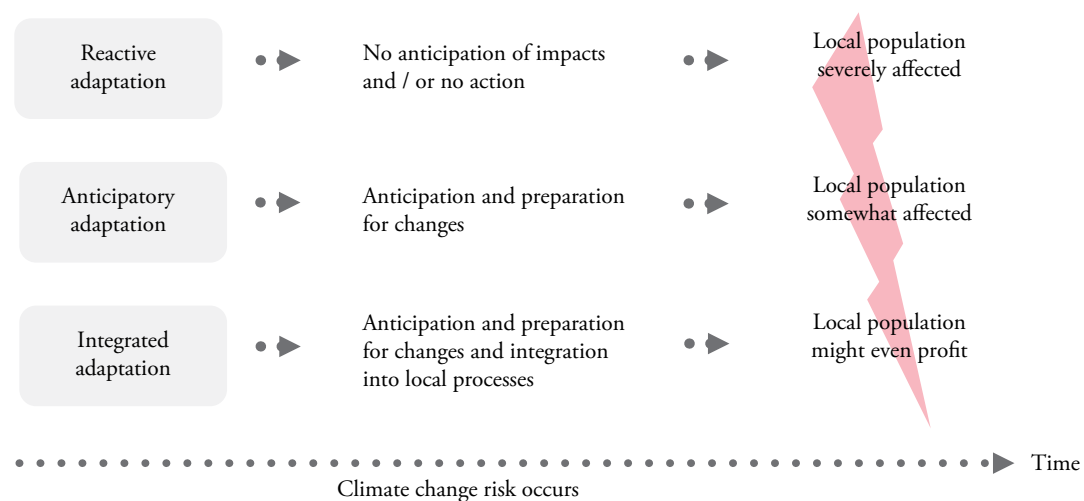 Reactive
adaptation
No anticipation of impacts
and / or no action
Local population
severely affected
Anticipatory
adaptation
Anticipation and preparation
for changes
Local population
somewhat affected
Integrated
adaptation
Anticipation and preparation
for changes and integration
into local processes
Local population
might even profit
Time
Climate change risk occurs